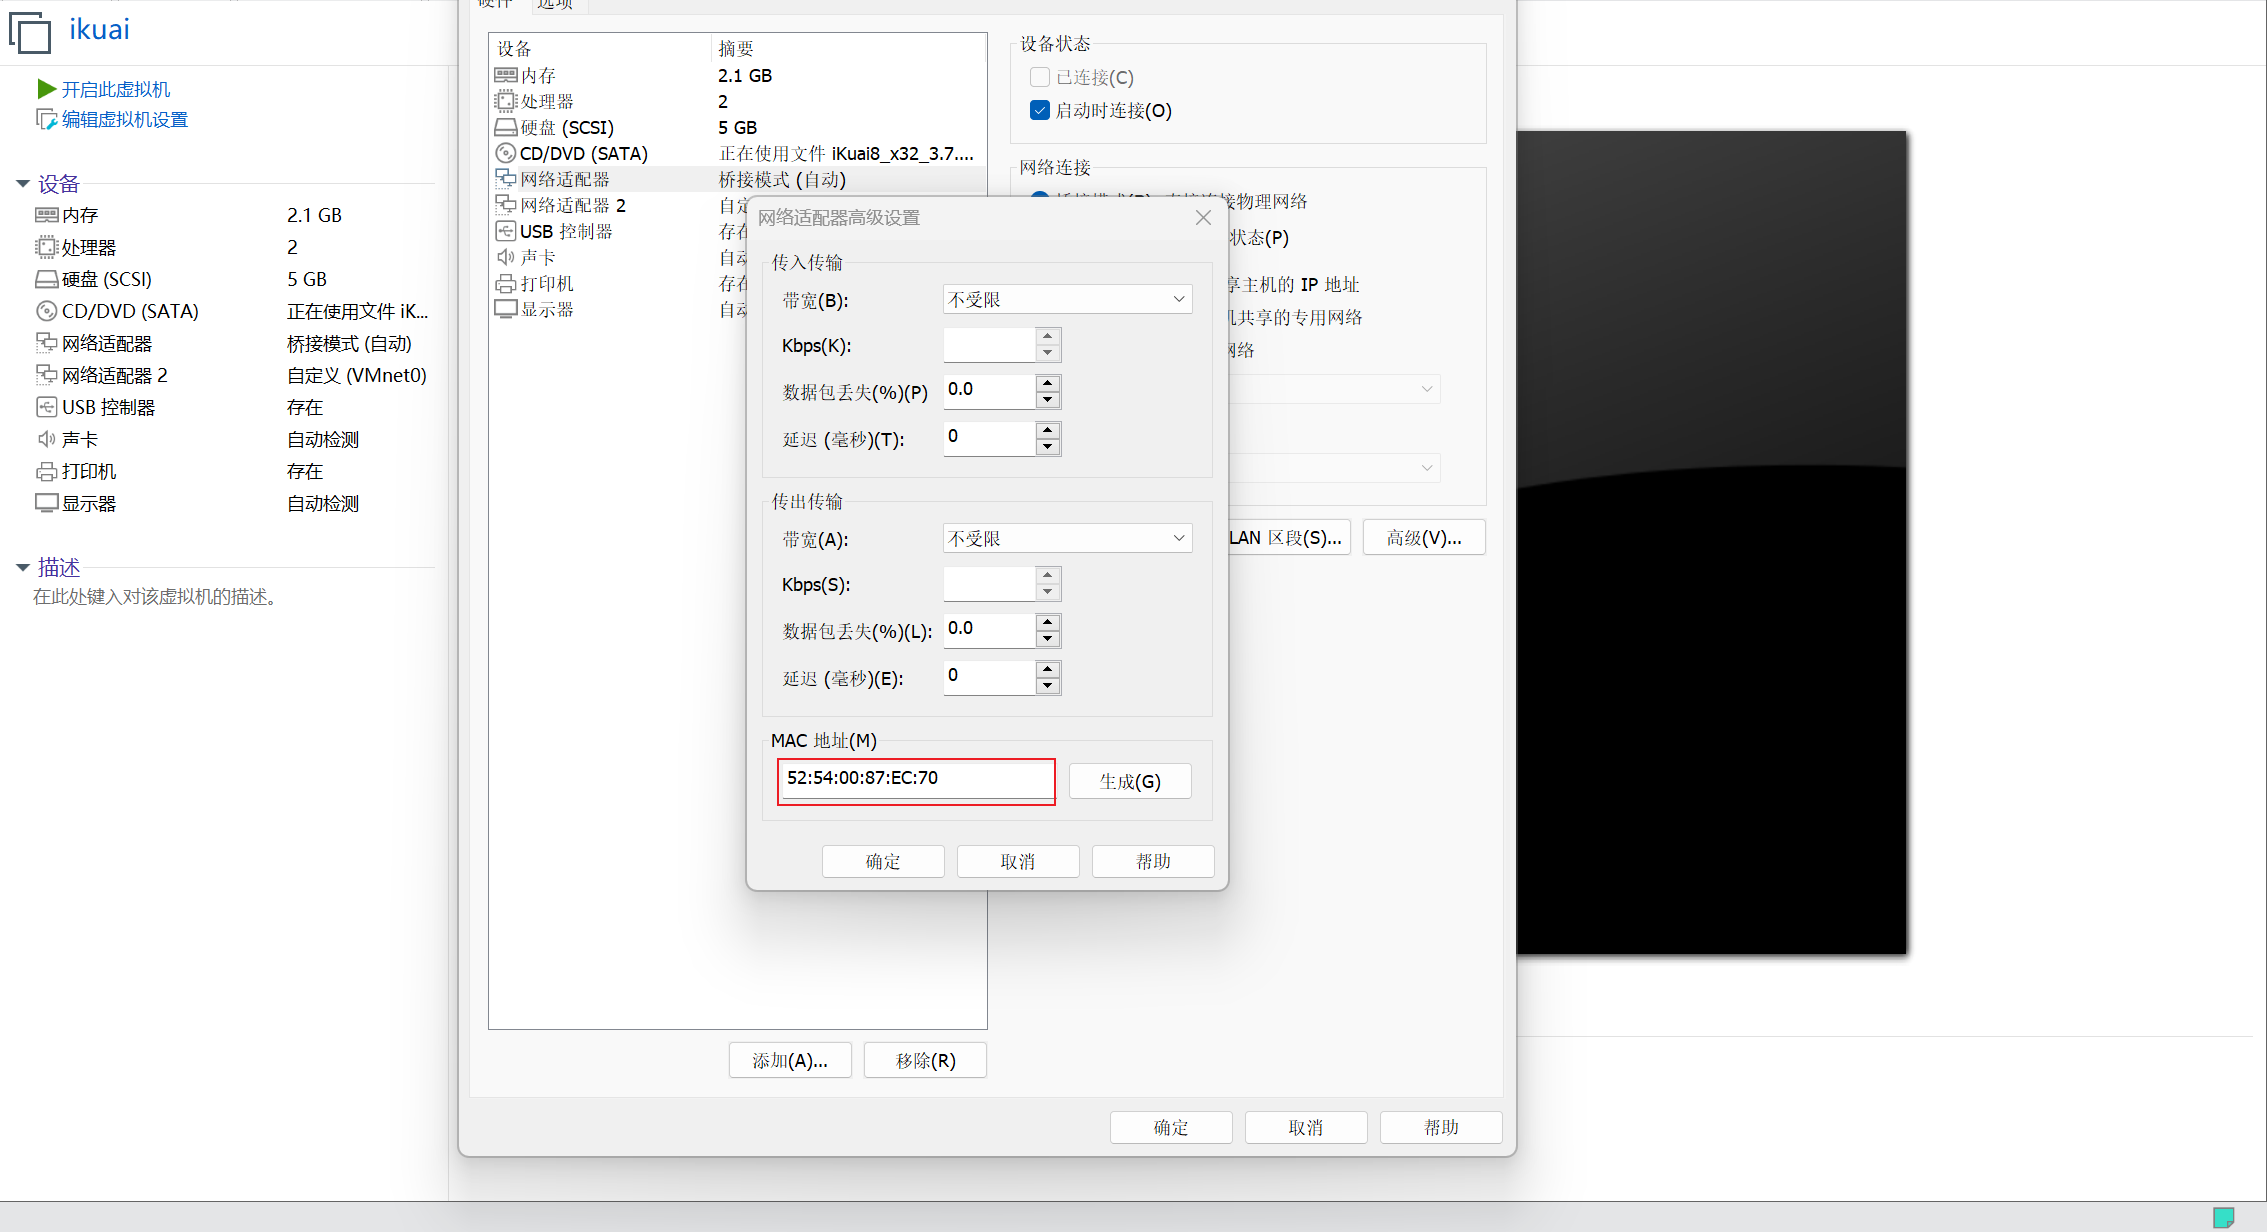 ikuai
开启此虚拟机
编辑虚拟机设置
设备
内存 2.1 GB
处理器 2
硬盘 (SCSI) 5 GB
CD/DVD (SATA) 正在使用文件 iK...
网络适配器 桥接模式 (自动)
网络适配器 2 自定义 (VMnet0)
USB 控制器 存在
声卡 自动检测
打印机 存在
显示器 自动检测
描述
在此处键入对该虚拟机的描述。
硬件 选项
设备 摘要
内存 2.1 GB
处理器 2
硬盘 (SCSI) 5 GB
CD/DVD (SATA) 正在使用文件 iKuai8_x32_3.7....
网络适配器 桥接模式 (自动)
网络适配器 2 自定
USB 控制器 存在
声卡 自动
打印机 存在
显示器 自动
添加(A)... 移除(R)
设备状态
已连接(C)
启动时连接(O)
网络连接
物理网络
状态(P)
享主机的 IP 地址
机共享的专用网络
网络
LAN 区段(S)... 高级(V)...
确定 取消 帮助
网络适配器高级设置
传入传输
带宽(B): 不受限
Kbps(K):
数据包丢失(%)(P) 0.0
延迟 (毫秒)(T): 0
传出传输
带宽(A): 不受限
Kbps(S):
数据包丢失(%)(L): 0.0
延迟 (毫秒)(E): 0
MAC 地址(M)
52:54:00:87:EC:70 生成(G)
确定 取消 帮助